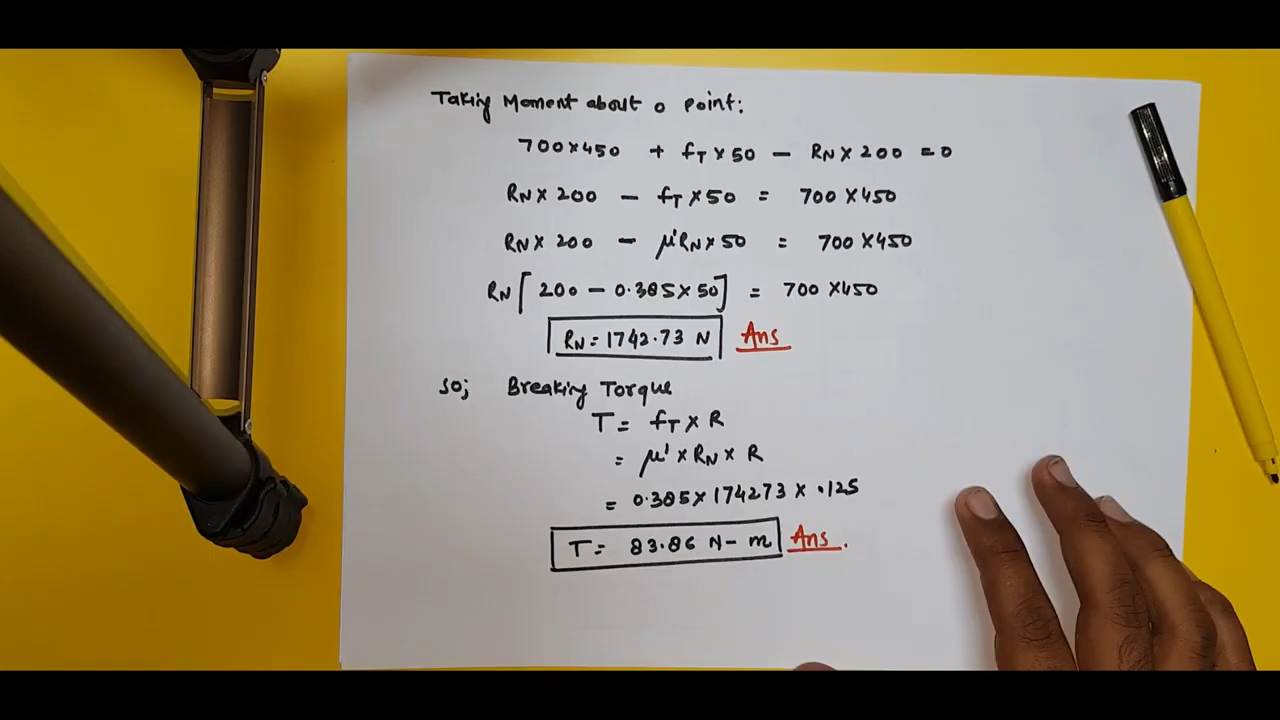 Taking Moment about o point:
700×450 + fT×50 – RN×200 = 0
RN×200 – fT×50 = 700×450
RN×200 – μ'RN×50 = 700×450
RN[200 – 0.385×50] = 700×450
RN = 1742.73 N Ans
So; Breaking Torque
T = fT×R
= μ'×RN×R
= 0.385×174273×.125
T = 83.86 N-m Ans.